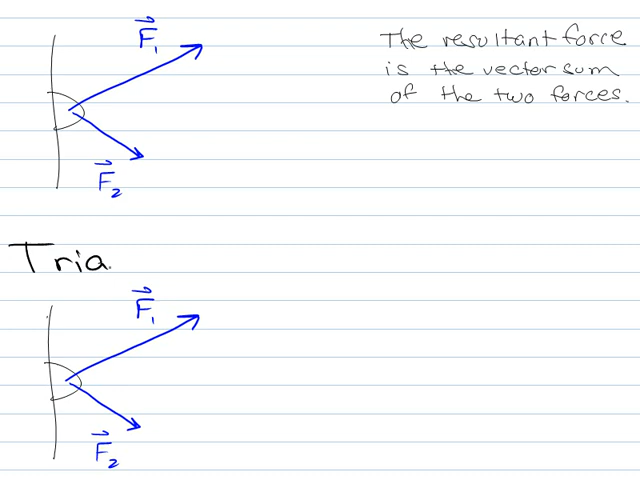 F₁
The resultant force
is the vector sum
of the two forces.
F₂
Tria
F₁
F₂